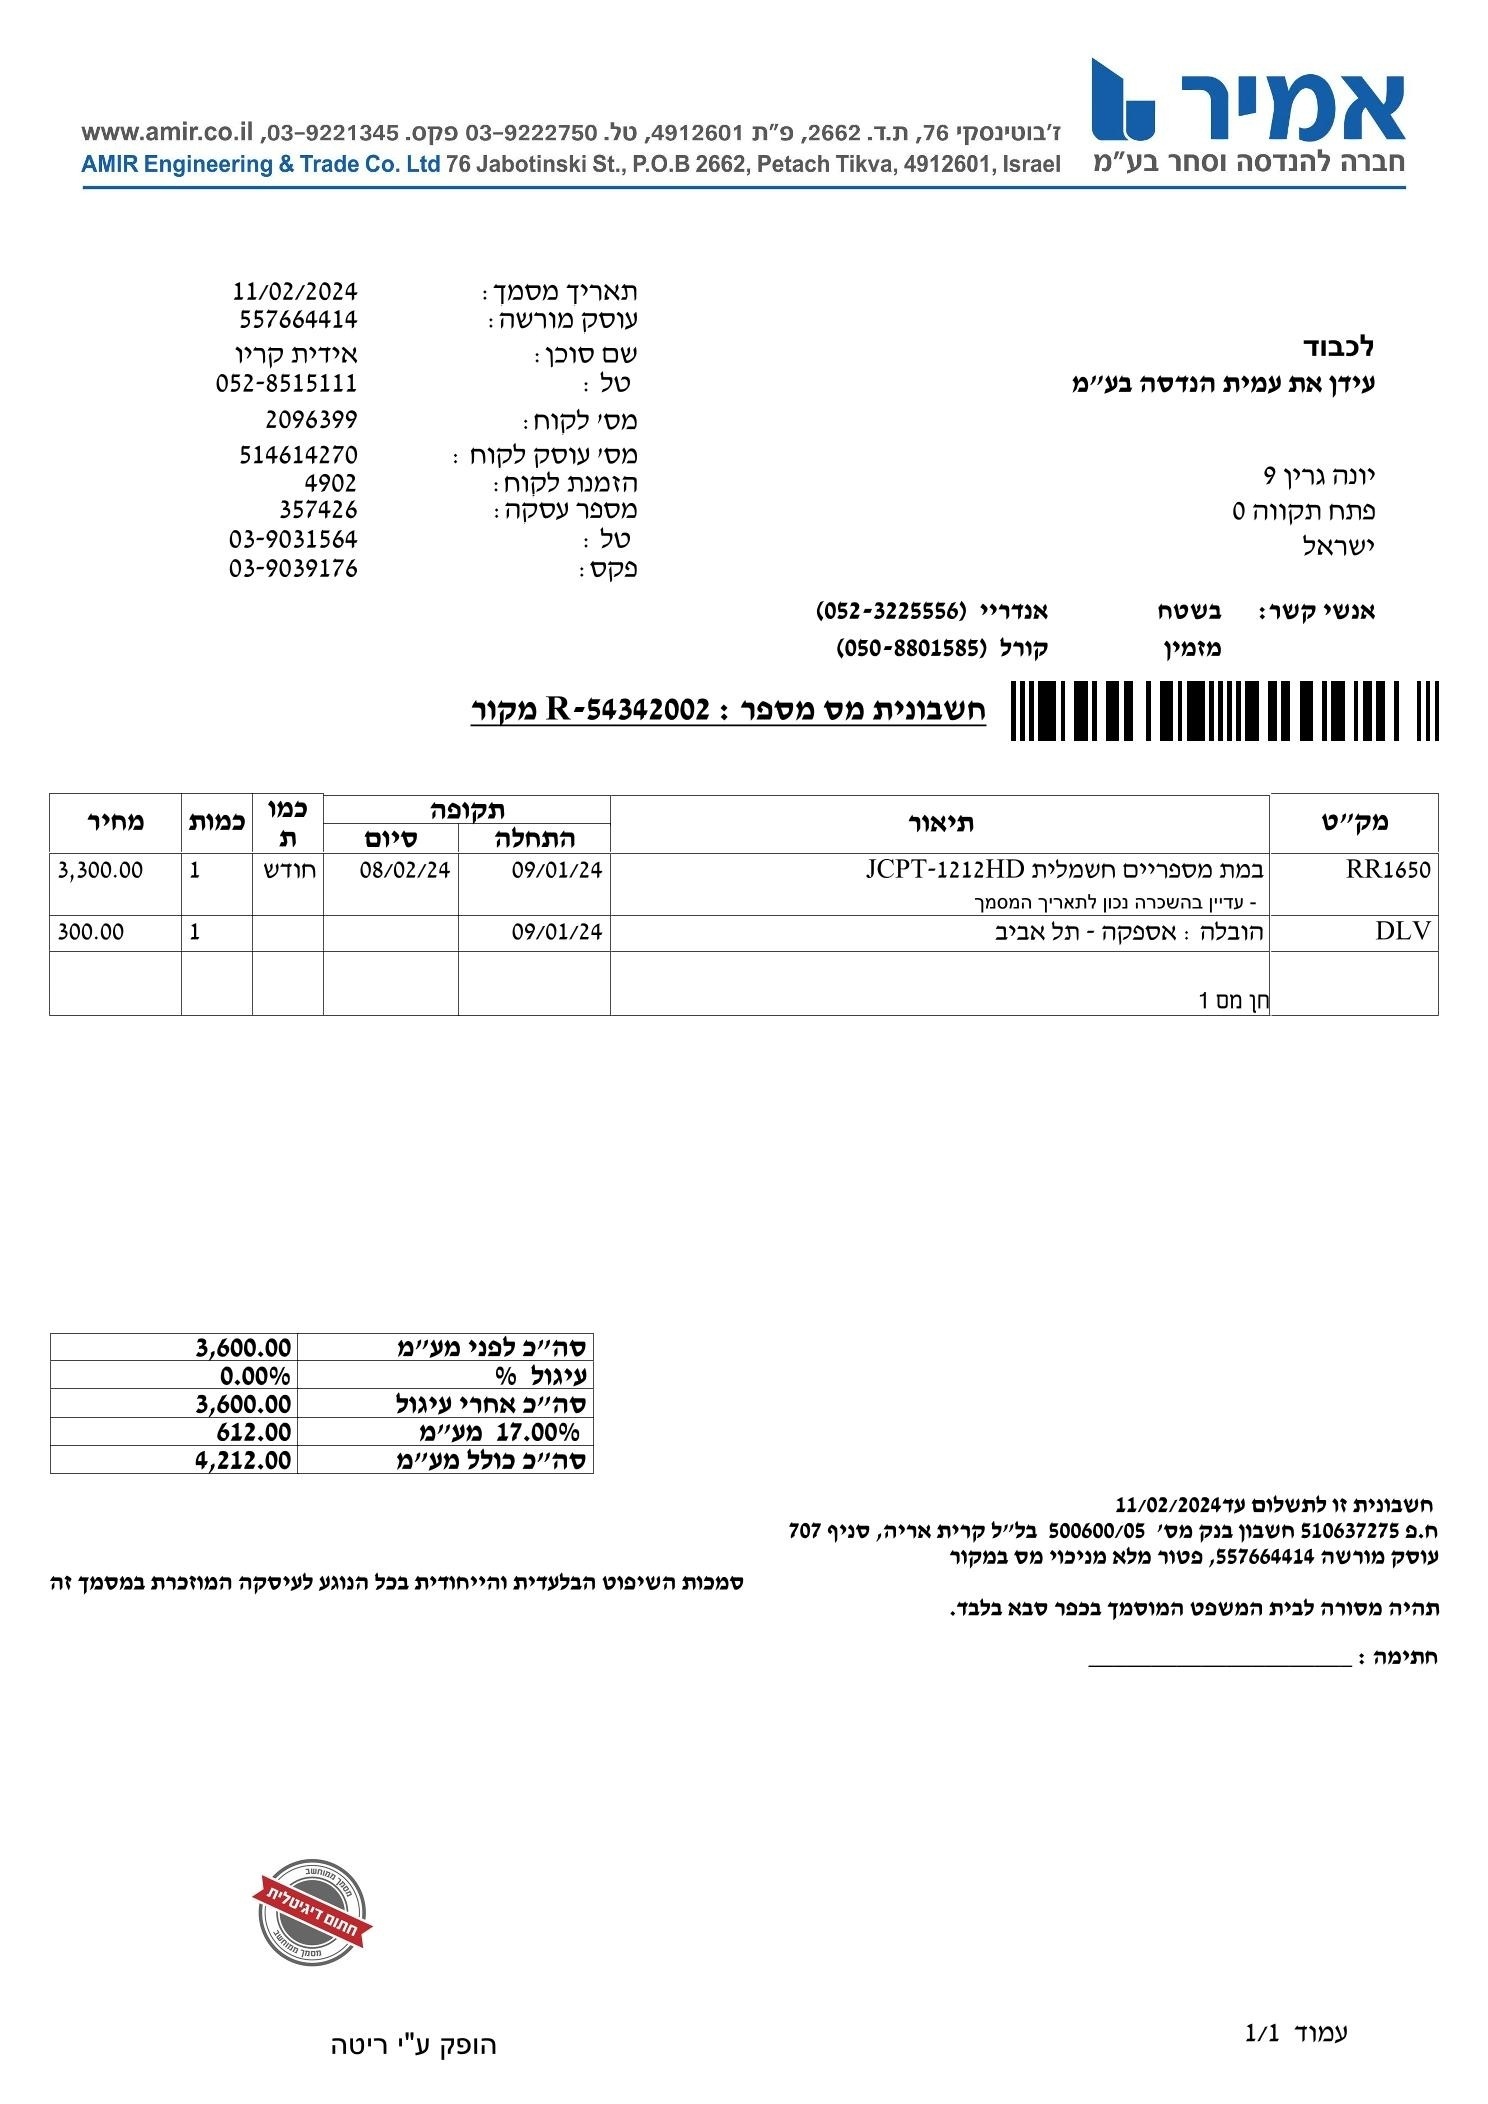 אמיר
חברה להנדסה וסחר בע"מ
ז'בוטינסקי 76, ת.ד. 2662, פ"ת 4912601, טל. 03-9222750 פקס. 03-9221345, www.amir.co.il
AMIR Engineering & Trade Co. Ltd 76 Jabotinski St., P.O.B 2662, Petach Tikva, 4912601, Israel
לכבוד
עידן את עמית הנדסה בע"מ
יונה גרין 9
פתח תקווה 0
ישראל
תאריך מסמך: 11/02/2024
עוסק מורשה: 557664414
שם סוכן: אידית קריו
טל : 052-8515111
מס' לקוח: 2096399
מס' עוסק לקוח : 514614270
הזמנת לקוח: 4902
מספר עסקה: 357426
טל : 03-9031564
פקס: 03-9039176
אנשי קשר: בשטח אנדריי (052-3225556)
מזמין קורל (050-8801585)
חשבונית מס מספר : R-54342002 מקור
מק"ט תיאור תקופה כמו כמות מחיר
התחלה סיום ת
RR1650 במת מספריים חשמלית JCPT-1212HD 09/01/24 08/02/24 חודש 1 3,300.00
- עדיין בהשכרה נכון לתאריך המסמך
DLV הובלה : אספקה - תל אביב 09/01/24 1 300.00
חן מס 1
סה"כ לפני מע"מ 3,600.00
עיגול % 0.00%
סה"כ אחרי עיגול 3,600.00
17.00% מע"מ 612.00
סה"כ כולל מע"מ 4,212.00
חשבונית זו לתשלום עד11/02/2024
ח.פ 510637275 חשבון בנק מס' 500600/05 בל"ל קרית אריה, סניף 707
עוסק מורשה 557664414, פטור מלא מניכוי מס במקור
סמכות השיפוט הבלעדית והייחודית בכל הנוגע לעיסקה המוזכרת במסמך זה
תהיה מסורה לבית המשפט המוסמך בכפר סבא בלבד.
חתימה : ____________________
מסמך ממוחשב
חתום דיגיטלית
מסמך ממוחשב
עמוד 1/1
הופק ע"י ריטה